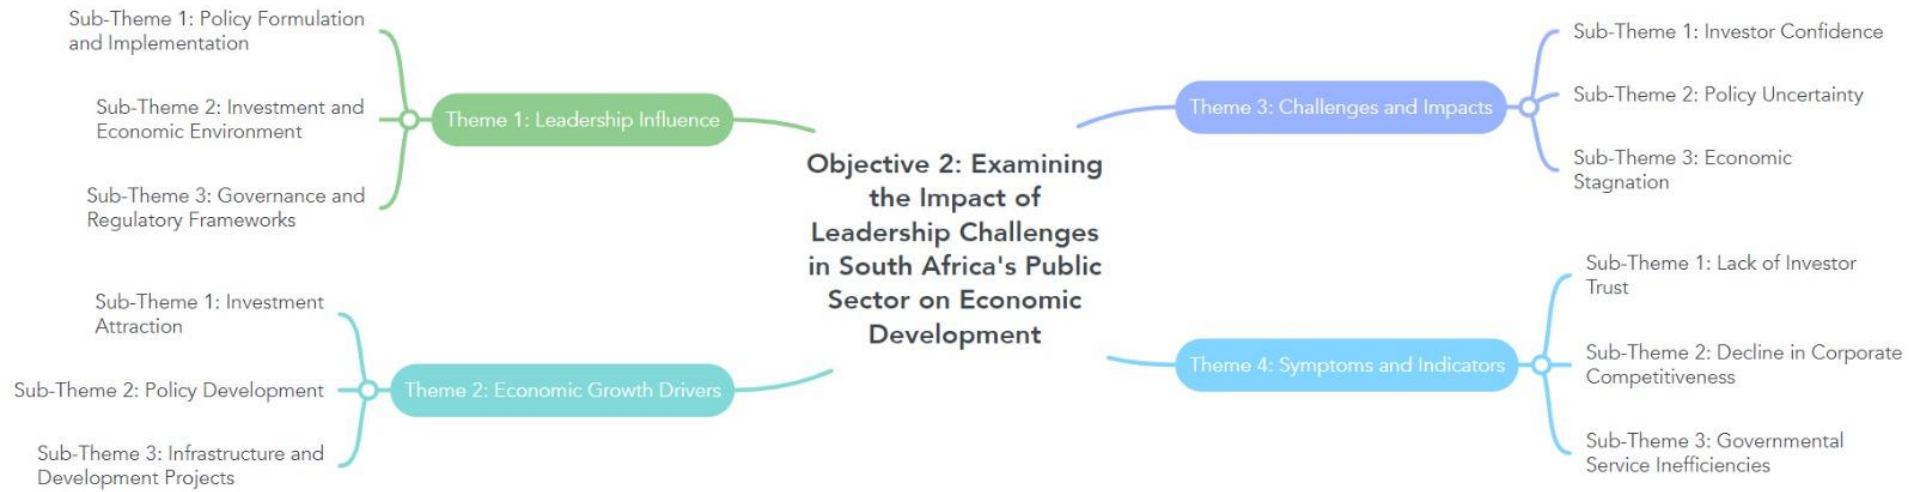 Sub-Theme 1: Policy Formulation
and Implementation
Sub-Theme 2: Investment and
Economic Environment
Sub-Theme 3: Governance and
Regulatory Frameworks
Theme 1: Leadership Influence
Sub-Theme 1: Investment
Attraction
Sub-Theme 2: Policy Development
Sub-Theme 3: Infrastructure and
Development Projects
Theme 2: Economic Growth Drivers
Objective 2: Examining
the Impact of
Leadership Challenges
in South Africa's Public
Sector on Economic
Development
Theme 3: Challenges and Impacts
Sub-Theme 1: Investor Confidence
Sub-Theme 2: Policy Uncertainty
Sub-Theme 3: Economic
Stagnation
Theme 4: Symptoms and Indicators
Sub-Theme 1: Lack of Investor
Trust
Sub-Theme 2: Decline in Corporate
Competitiveness
Sub-Theme 3: Governmental
Service Inefficiencies